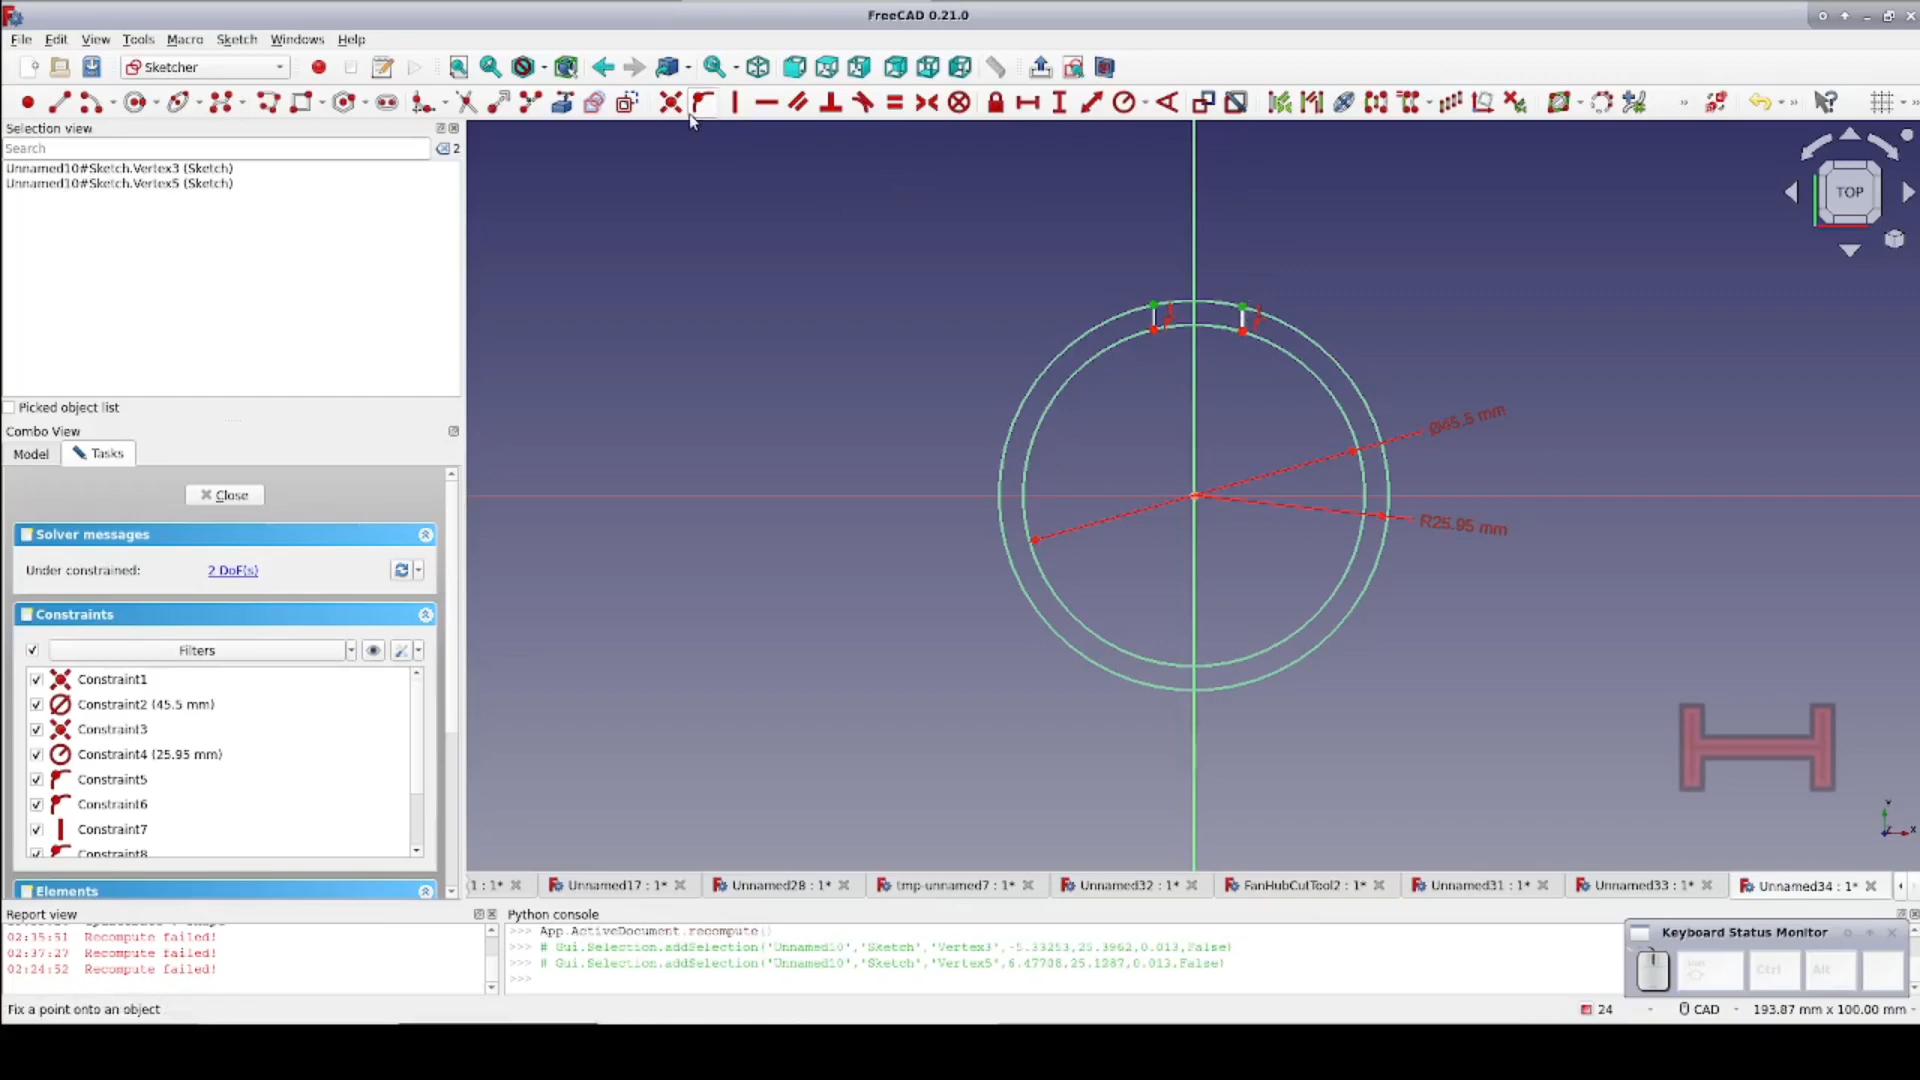 FreeCAD 0.21.0
File Edit View Tools Macro Sketch Windows Help
Sketcher
Selection view
Search
2
Unnamed10#Sketch.Vertex3 (Sketch)
Unnamed10#Sketch.Vertex5 (Sketch)
Picked object list
Combo View
Model
Tasks
Close
Solver messages
Under constrained:
2 DoF(s)
Constraints
Filters
Constraint1
Constraint2 (45.5 mm)
Constraint3
Constraint4 (25.95 mm)
Constraint5
Constraint6
Constraint7
Constraint8
Elements
TOP
R25.95 mm
Unnamed17 : 1*
Unnamed28 : 1*
tmp-unnamed7 : 1*
Unnamed32 : 1*
FanHubCutTool2 : 1*
Unnamed31 : 1*
Unnamed33 : 1*
Unnamed34 : 1*
Report view
02:35:51 Recompute failed!
02:37:27 Recompute failed!
02:24:52 Recompute failed!
Python console
>>> App.ActiveDocument.recompute()
>>> # Gui.Selection.addSelection('Unnamed10','Sketch','Vertex3',-5.33253,25.3962,0.013,False)
>>> # Gui.Selection.addSelection('Unnamed10','Sketch','Vertex5',6.47708,25.1287,0.013,False)
>>>
Keyboard Status Monitor
Ctrl
Alt
Fix a point onto an object
24
CAD
193.87 mm x 100.00 mm